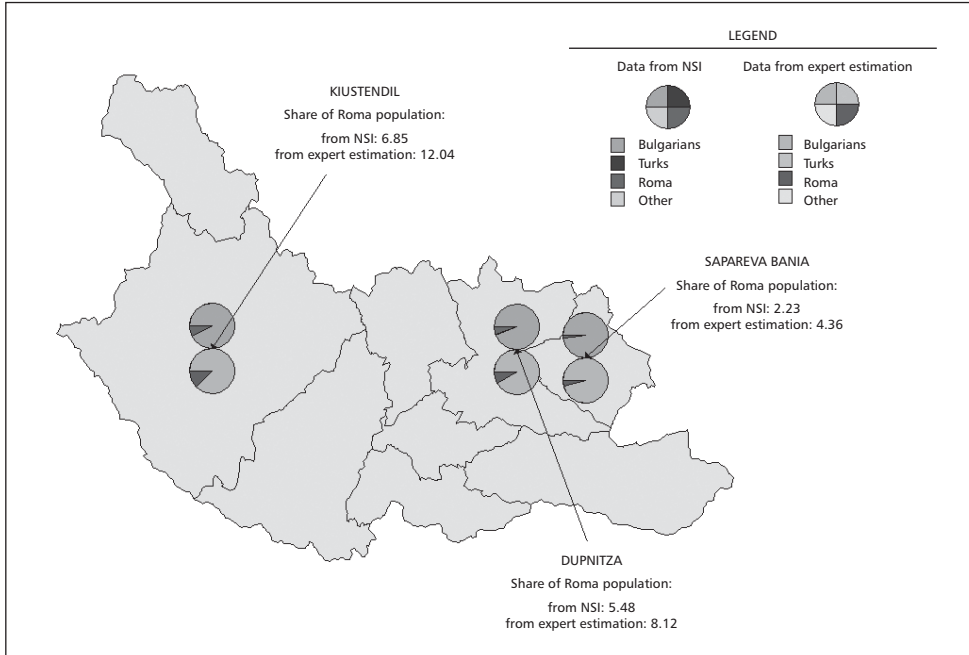 LEGEND
Data from NSI
Bulgarians
Turks
Roma
Other
Data from expert estimation
Bulgarians
Turks
Roma
Other
KIUSTENDIL
Share of Roma population:
from NSI: 6.85
from expert estimation: 12.04
SAPAREVA BANIA
Share of Roma population:
from NSI: 2.23
from expert estimation: 4.36
DUPNITZA
Share of Roma population:
from NSI: 5.48
from expert estimation: 8.12